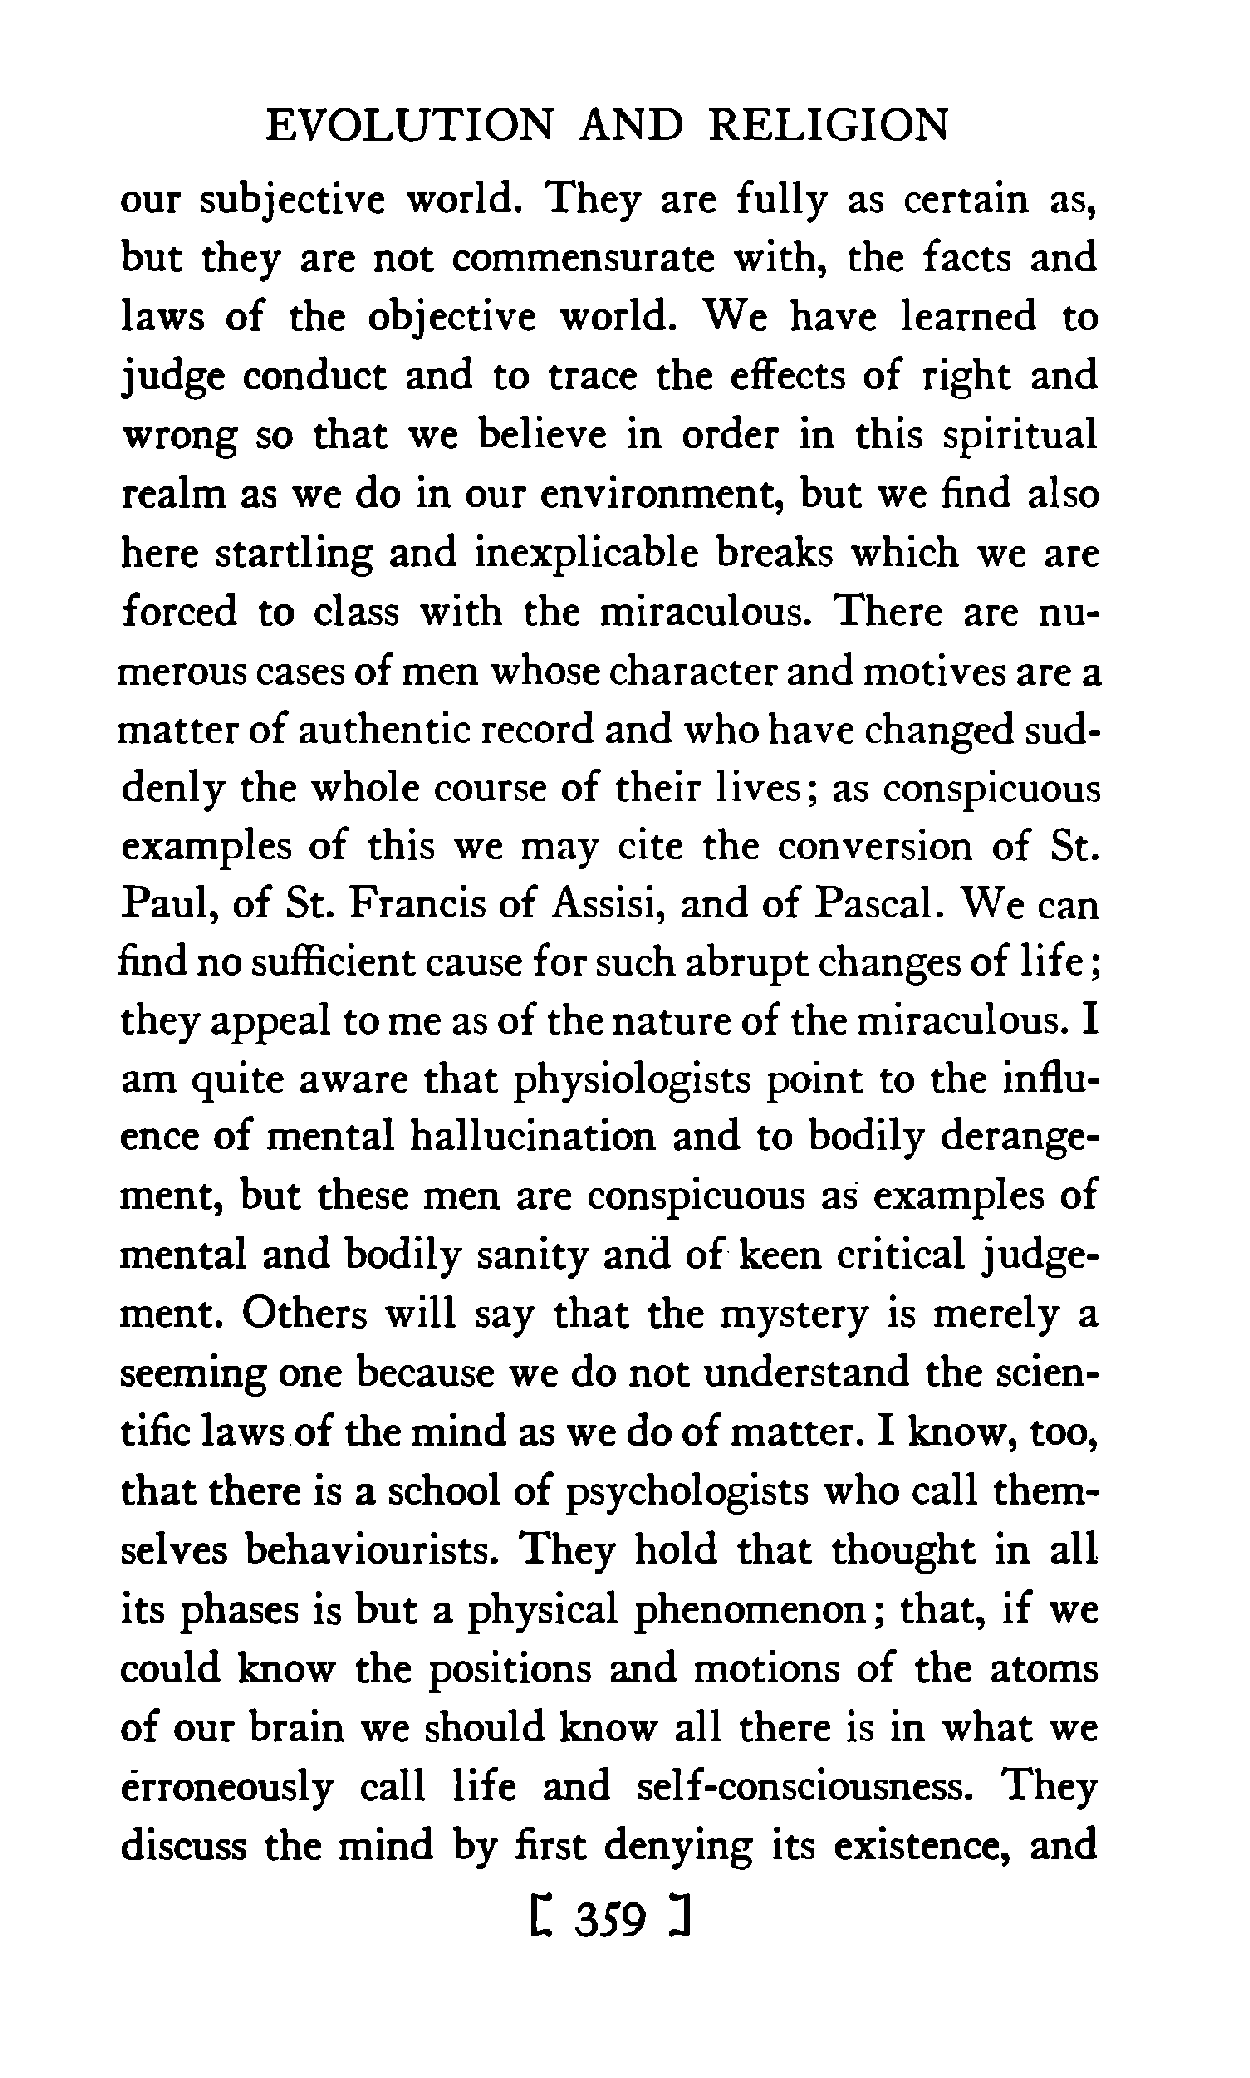 EVOLUTION AND RELIGION
our subjective world. They are fully as certain as,
but they are not commensurate with, the facts and
laws of the objective world. We have learned to
judge conduct and to trace the effects of right and
wrong so that we believe in order in this spiritual
realm as we do in our environment, but we find also
here startling and inexplicable breaks which we are
forced to class with the miraculous. There are nu-
merous cases of men whose character and motives are a
matter of authentic record and who have changed sud-
denly the whole course of their lives; as conspicuous
examples of this we may cite the conversion of St.
Paul, of St. Francis of Assisi, and of Pascal. We can
find no sufficient cause for such abrupt changes of life;
they appeal to me as of the nature of the miraculous. I
am quite aware that physiologists point to the influ-
ence of mental hallucination and to bodily derange-
ment, but these men are conspicuous as examples of
mental and bodily sanity and of keen critical judge-
ment. Others will say that the mystery is merely a
seeming one because we do not understand the scien-
tific laws of the mind as we do of matter. I know, too,
that there is a school of psychologists who call them-
selves behaviourists. They hold that thought in all
its phases is but a physical phenomenon; that, if we
could know the positions and motions of the atoms
of our brain we should know all there is in what we
erroneously call life and self-consciousness. They
discuss the mind by first denying its existence, and
[ 359 ]